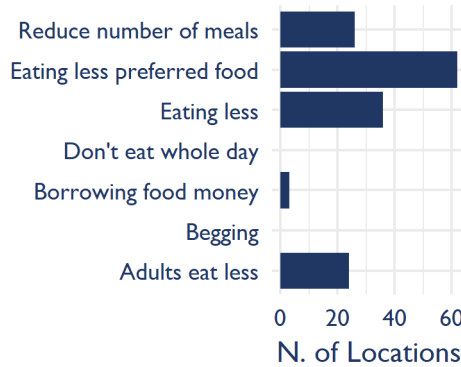 Reduce number of meals
Eating less preferred food
Eating less
Don't eat whole day
Borrowing food money
Begging
Adults eat less
0 20 40 60
N. of Locations